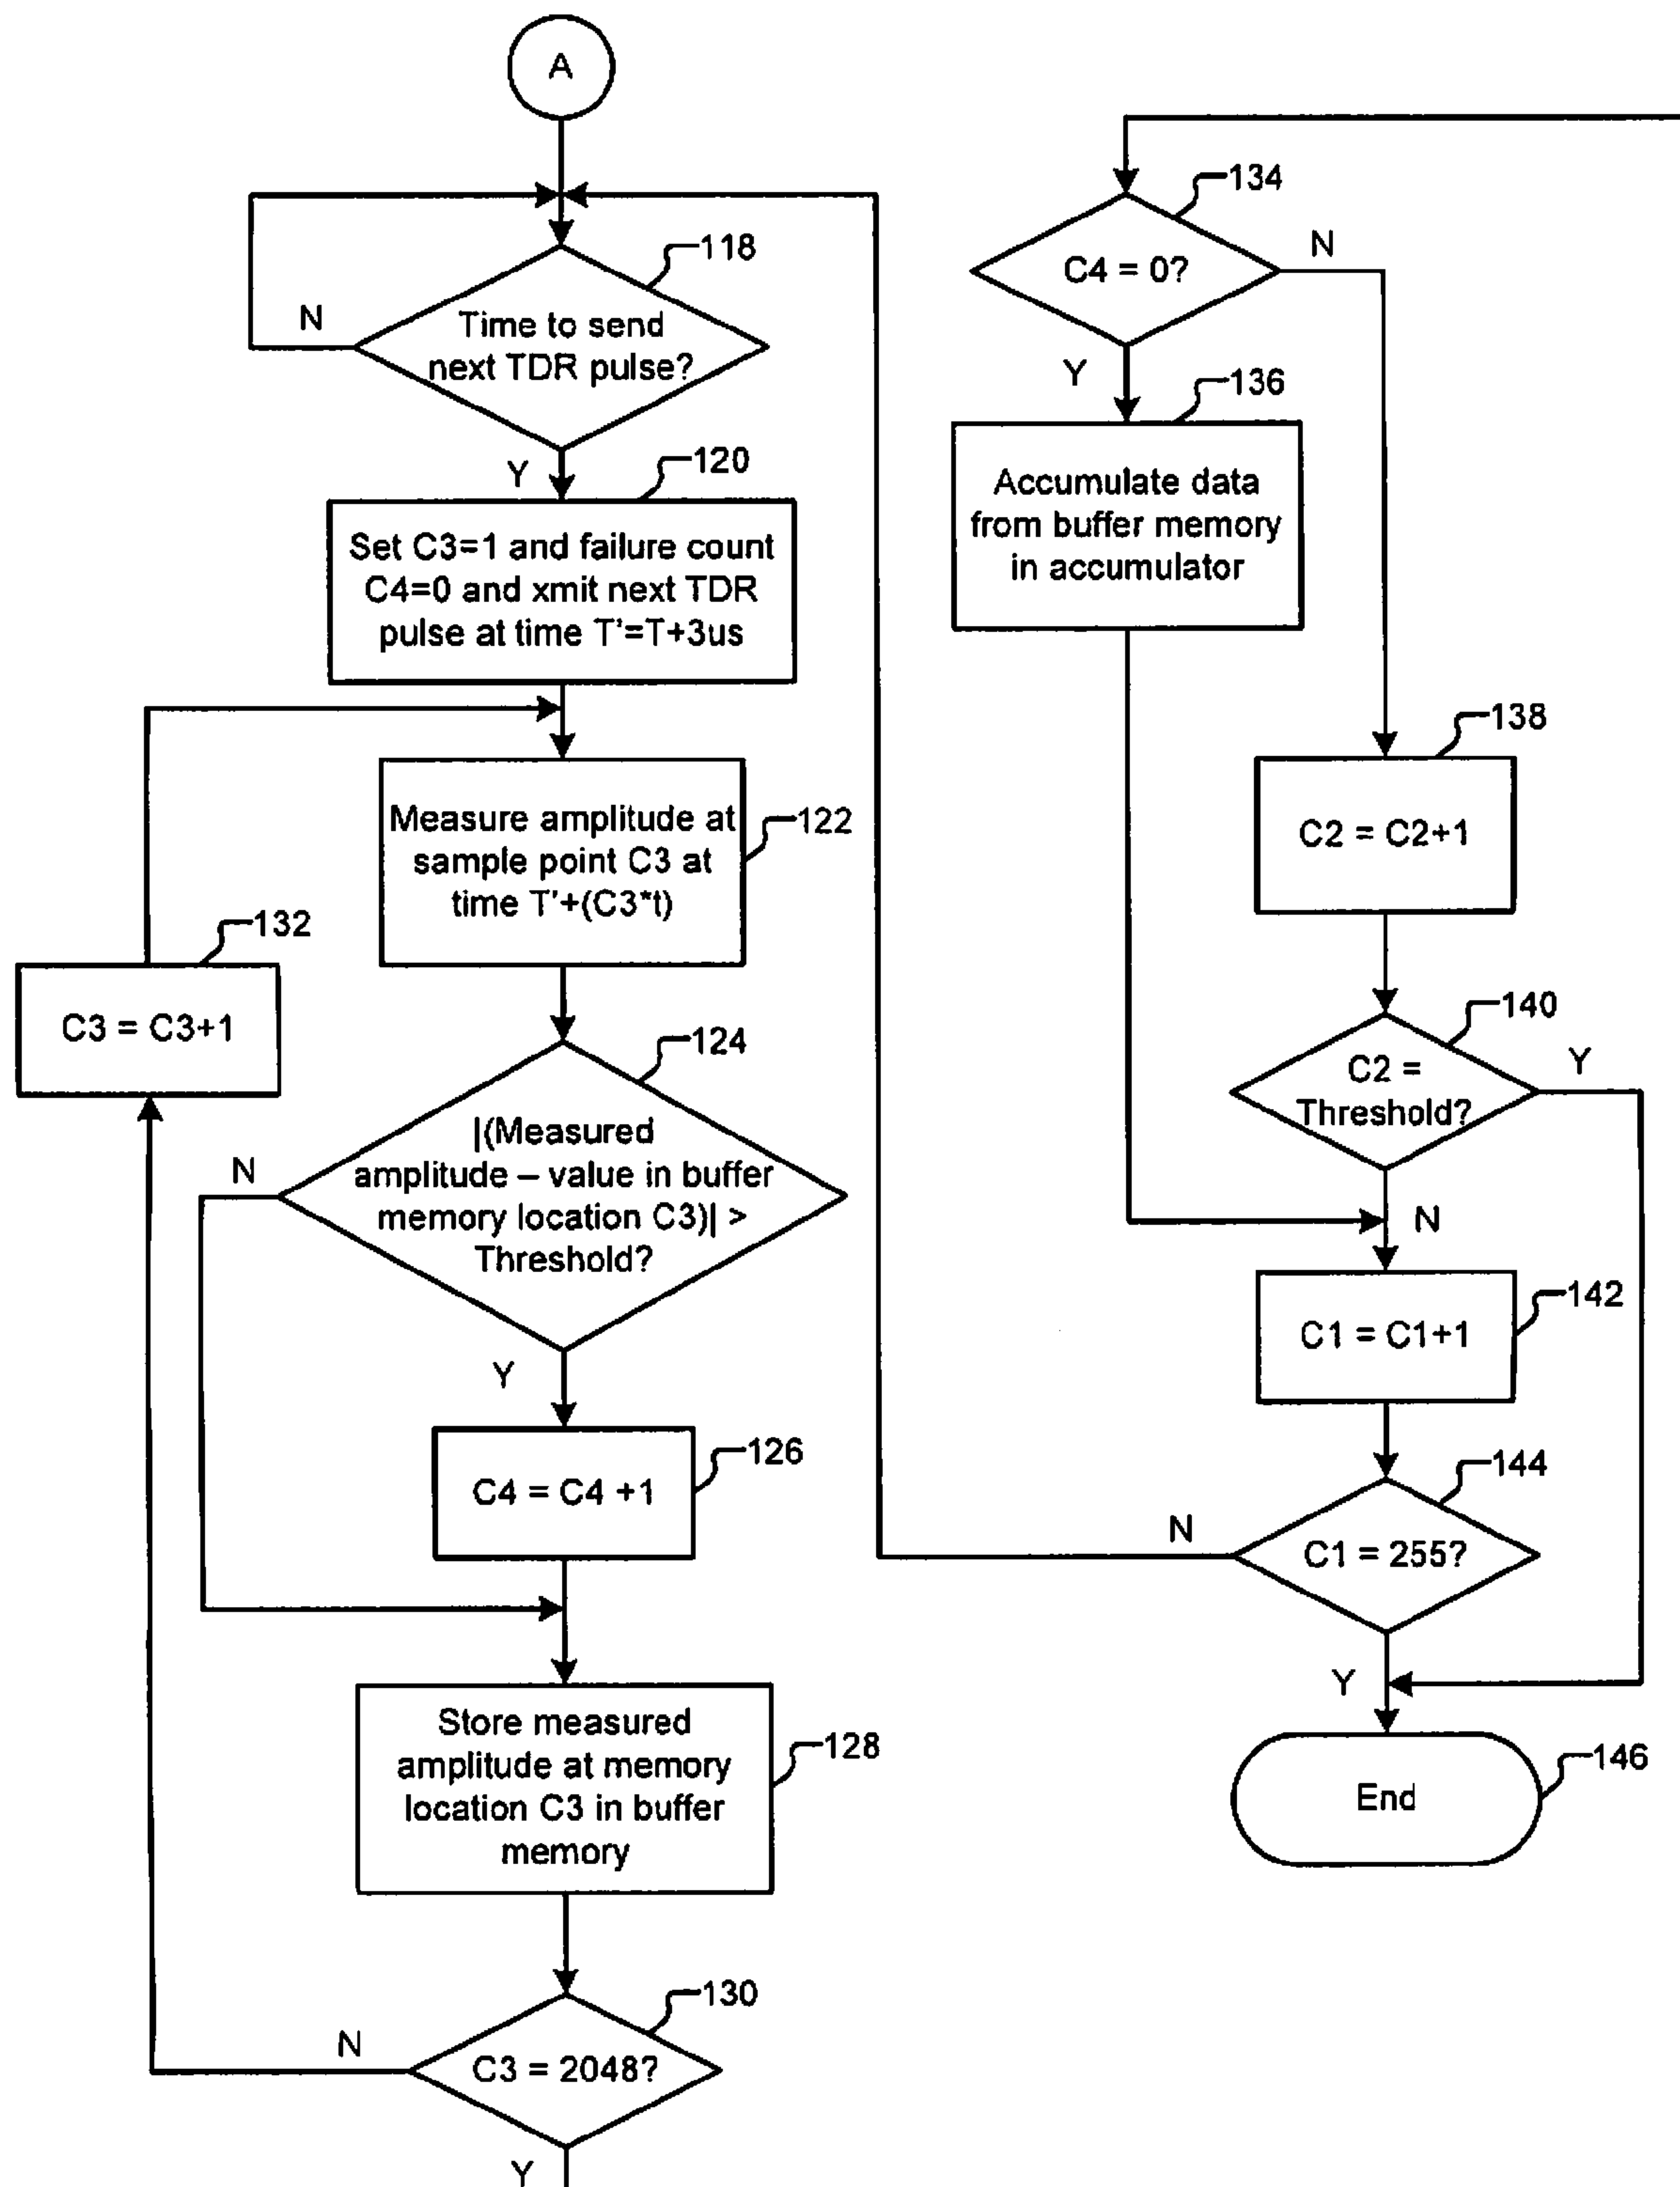 A
118
N
Time to send
next TDR pulse?
Y
120
Set C3=1 and failure count
C4=0 and xmit next TDR
pulse at time T'=T+3us
122
Measure amplitude at
sample point C3 at
time T'+(C3*t)
132
C3 = C3+1
124
|(Measured
amplitude – value in buffer
memory location C3)| >
Threshold?
N
Y
126
C4 = C4 +1
128
Store measured
amplitude at memory
location C3 in buffer
memory
130
N
C3 = 2048?
Y
134
C4 = 0?
N
Y
136
Accumulate data
from buffer memory
in accumulator
138
C2 = C2+1
140
C2 =
Threshold?
Y
N
142
C1 = C1+1
144
N
C1 = 255?
Y
146
End